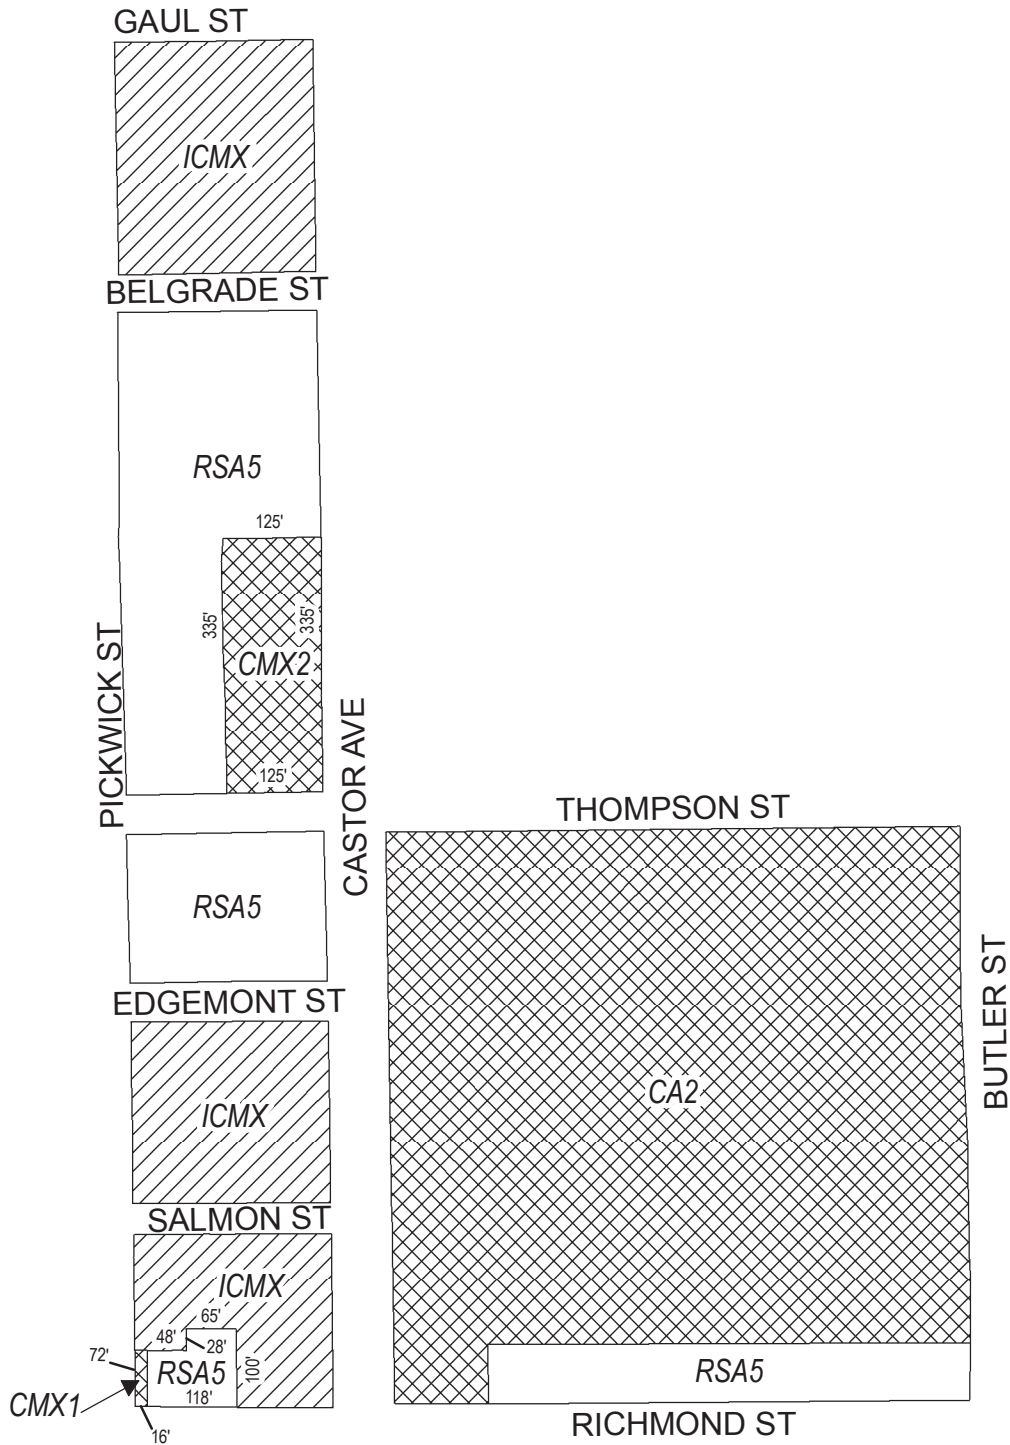 GAUL ST
ICMX
BELGRADE ST
RSA5
125'
335'
335'
CMX2
125'
PICKWICK ST
CASTOR AVE
THOMPSON ST
RSA5
BUTLER ST
EDGEMONT ST
ICMX
CA2
SALMON ST
ICMX
65'
48'
28'
72'
RSA5
100'
118'
CMX1
16'
RSA5
RICHMOND ST